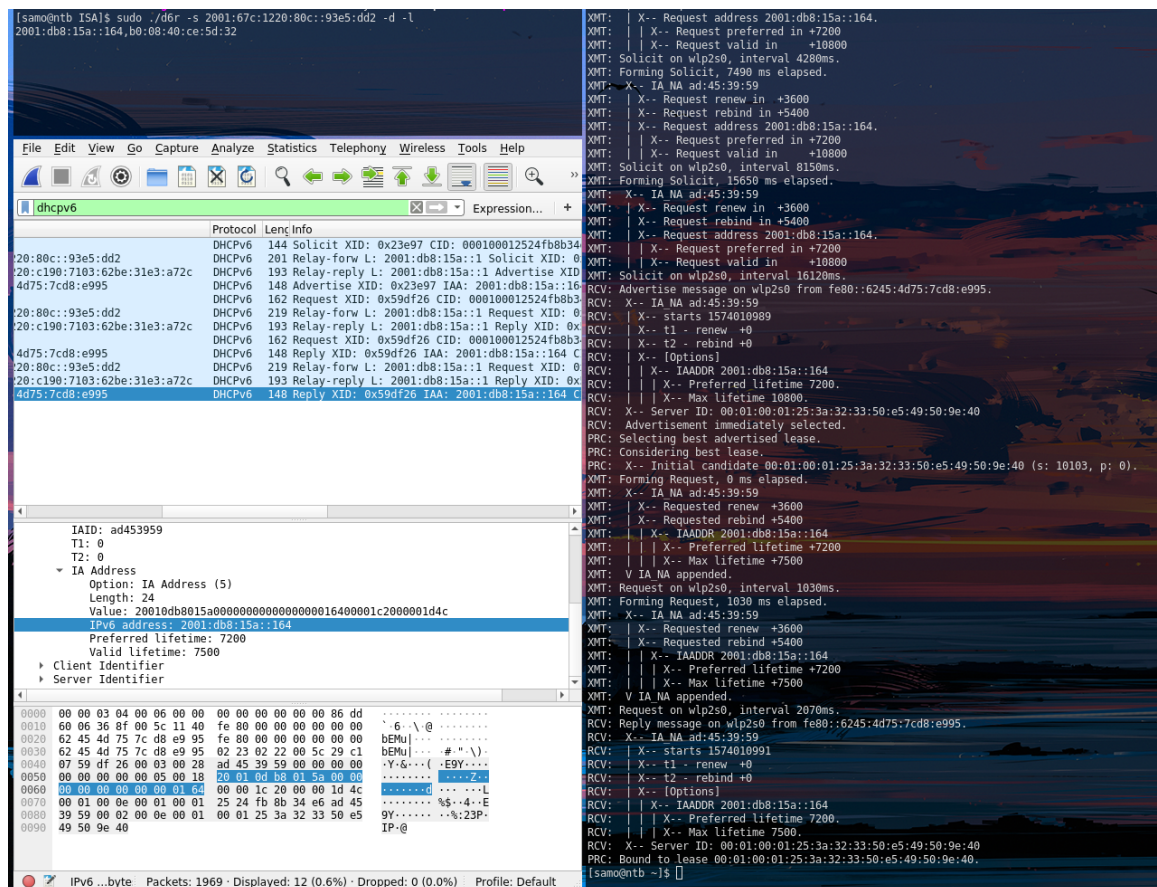 [samo@ntb ISA]$ sudo ./d6r -s 2001:67c:1220:80c::93e5:dd2 -d -l
2001:db8:15a::164,b0:08:40:ce:5d:32
File Edit View Go Capture Analyze Statistics Telephony Wireless Tools Help
dhcpv6 Expression... +
Protocol Leng Info
DHCPv6 144 Solicit XID: 0x23e97 CID: 000100012524fb8b34
20:80c::93e5:dd2 DHCPv6 201 Relay-forw L: 2001:db8:15a::1 Solicit XID: 0
20:c190:7103:62be:31e3:a72c DHCPv6 193 Relay-reply L: 2001:db8:15a::1 Advertise XID
4d75:7cd8:e995 DHCPv6 148 Advertise XID: 0x23e97 IAA: 2001:db8:15a::16
DHCPv6 162 Request XID: 0x59df26 CID: 000100012524fb8b3
20:80c::93e5:dd2 DHCPv6 219 Relay-forw L: 2001:db8:15a::1 Request XID: 0
20:c190:7103:62be:31e3:a72c DHCPv6 193 Relay-reply L: 2001:db8:15a::1 Reply XID: 0x
DHCPv6 162 Request XID: 0x59df26 CID: 000100012524fb8b3
4d75:7cd8:e995 DHCPv6 148 Reply XID: 0x59df26 IAA: 2001:db8:15a::164 C
20:80c::93e5:dd2 DHCPv6 219 Relay-forw L: 2001:db8:15a::1 Request XID: 0
20:c190:7103:62be:31e3:a72c DHCPv6 193 Relay-reply L: 2001:db8:15a::1 Reply XID: 0x
4d75:7cd8:e995 DHCPv6 148 Reply XID: 0x59df26 IAA: 2001:db8:15a::164 C
IAID: ad453959
T1: 0
T2: 0
IA Address
Option: IA Address (5)
Length: 24
Value: 20010db8015a0000000000000000016400001c2000001d4c
IPv6 address: 2001:db8:15a::164
Preferred lifetime: 7200
Valid lifetime: 7500
Client Identifier
Server Identifier
0000 00 00 03 04 00 06 00 00 00 00 00 00 00 00 86 dd ········ ········
0010 60 06 36 8f 00 5c 11 40 fe 80 00 00 00 00 00 00 `·6··\·@ ········
0020 62 45 4d 75 7c d8 e9 95 fe 80 00 00 00 00 00 00 bEMu|··· ········
0030 62 45 4d 75 7c d8 e9 95 02 23 02 22 00 5c 29 c1 bEMu|··· ·#·"·\)·
0040 07 59 df 26 00 03 00 28 ad 45 39 59 00 00 00 00 ·Y·&···( ·E9Y····
0050 00 00 00 00 00 05 00 18 20 01 0d b8 01 5a 00 00 ········ ·····Z··
0060 00 00 00 00 00 00 01 64 00 00 1c 20 00 00 1d 4c ·······d ··· ···L
0070 00 01 00 0e 00 01 00 01 25 24 fb 8b 34 e6 ad 45 ········ %$··4··E
0080 39 59 00 02 00 0e 00 01 00 01 25 3a 32 33 50 e5 9Y······ ··%:23P·
0090 49 50 9e 40 IP·@
IPv6 ...byte Packets: 1969 · Displayed: 12 (0.6%) · Dropped: 0 (0.0%) Profile: Default
XMT: | X-- Request address 2001:db8:15a::164.
XMT: | | X-- Request preferred in +7200
XMT: | | X-- Request valid in +10800
XMT: Solicit on wlp2s0, interval 4280ms.
XMT: Forming Solicit, 7490 ms elapsed.
XMT: X-- IA_NA ad:45:39:59
XMT: | X-- Request renew in +3600
XMT: | X-- Request rebind in +5400
XMT: | X-- Request address 2001:db8:15a::164.
XMT: | | X-- Request preferred in +7200
XMT: | | X-- Request valid in +10800
XMT: Solicit on wlp2s0, interval 8150ms.
XMT: Forming Solicit, 15650 ms elapsed.
XMT: X-- IA_NA ad:45:39:59
XMT: | X-- Request renew in +3600
XMT: | X-- Request rebind in +5400
XMT: | X-- Request address 2001:db8:15a::164.
XMT: | | X-- Request preferred in +7200
XMT: | | X-- Request valid in +10800
XMT: Solicit on wlp2s0, interval 16120ms.
RCV: Advertise message on wlp2s0 from fe80::6245:4d75:7cd8:e995.
RCV: X-- IA_NA ad:45:39:59
RCV: | X-- starts 1574010989
RCV: | X-- t1 - renew +0
RCV: | X-- t2 - rebind +0
RCV: | X-- [Options]
RCV: | | X-- IAADDR 2001:db8:15a::164
RCV: | | | X-- Preferred lifetime 7200.
RCV: | | | X-- Max lifetime 10800.
RCV: X-- Server ID: 00:01:00:01:25:3a:32:33:50:e5:49:50:9e:40
RCV: Advertisement immediately selected.
PRC: Selecting best advertised lease.
PRC: Considering best lease.
PRC: X-- Initial candidate 00:01:00:01:25:3a:32:33:50:e5:49:50:9e:40 (s: 10103, p: 0).
XMT: Forming Request, 0 ms elapsed.
XMT: X-- IA_NA ad:45:39:59
XMT: | X-- Requested renew +3600
XMT: | X-- Requested rebind +5400
XMT: | | X-- IAADDR 2001:db8:15a::164
XMT: | | | X-- Preferred lifetime +7200
XMT: | | | X-- Max lifetime +7500
XMT: V IA_NA appended.
XMT: Request on wlp2s0, interval 1030ms.
XMT: Forming Request, 1030 ms elapsed.
XMT: X-- IA_NA ad:45:39:59
XMT: | X-- Requested renew +3600
XMT: | X-- Requested rebind +5400
XMT: | | X-- IAADDR 2001:db8:15a::164
XMT: | | | X-- Preferred lifetime +7200
XMT: | | | X-- Max lifetime +7500
XMT: V IA_NA appended.
XMT: Request on wlp2s0, interval 2070ms.
RCV: Reply message on wlp2s0 from fe80::6245:4d75:7cd8:e995.
RCV: X-- IA_NA ad:45:39:59
RCV: | X-- starts 1574010991
RCV: | X-- t1 - renew +0
RCV: | X-- t2 - rebind +0
RCV: | X-- [Options]
RCV: | | X-- IAADDR 2001:db8:15a::164
RCV: | | | X-- Preferred lifetime 7200.
RCV: | | | X-- Max lifetime 7500.
RCV: X-- Server ID: 00:01:00:01:25:3a:32:33:50:e5:49:50:9e:40
PRC: Bound to lease 00:01:00:01:25:3a:32:33:50:e5:49:50:9e:40.
[samo@ntb ~]$